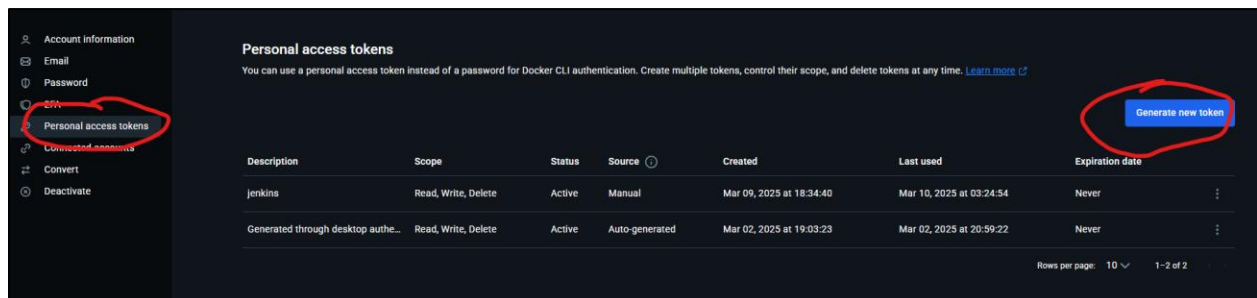 Account information
Email
Password
2FA
Personal access tokens
Connected accounts
Convert
Deactivate
Personal access tokens
You can use a personal access token instead of a password for Docker CLI authentication. Create multiple tokens, control their scope, and delete tokens at any time. Learn more
Generate new token
Description Scope Status Source Created Last used Expiration date
jenkins Read, Write, Delete Active Manual Mar 09, 2025 at 18:34:40 Mar 10, 2025 at 03:24:54 Never
Generated through desktop authe... Read, Write, Delete Active Auto-generated Mar 02, 2025 at 19:03:23 Mar 02, 2025 at 20:59:22 Never
Rows per page: 10 1–2 of 2